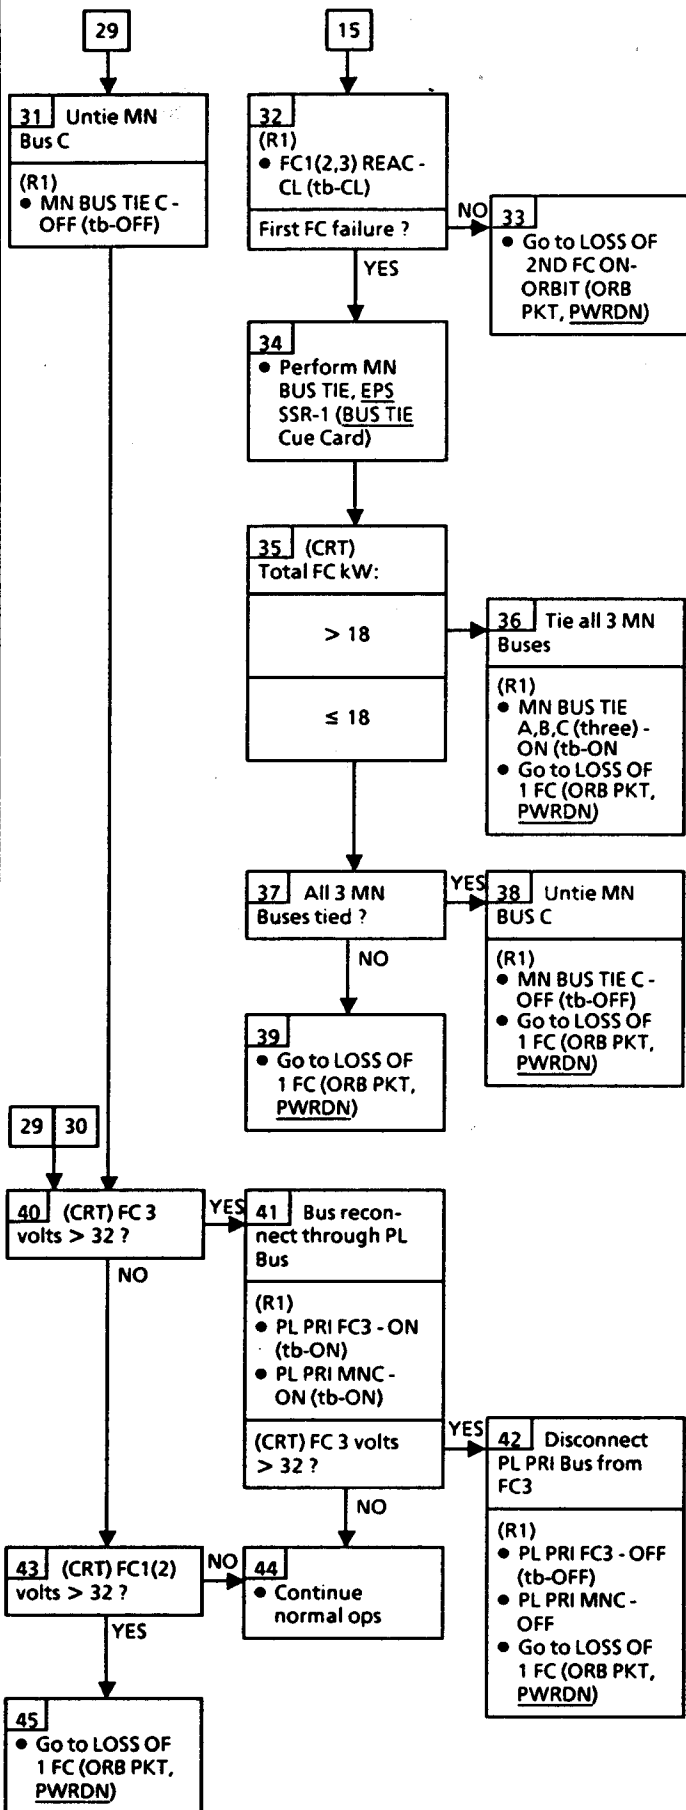 29
31 Untie MN
Bus C
(R1)
● MN BUS TIE C -
OFF (tb-OFF)
15
32
(R1)
● FC1(2,3) REAC -
CL (tb-CL)
First FC failure ?
NO
33
● Go to LOSS OF
2ND FC ON-
ORBIT (ORB
PKT, PWRDN)
YES
34
● Perform MN
BUS TIE, EPS
SSR-1 (BUS TIE
Cue Card)
35 (CRT)
Total FC kW:
> 18
≤ 18
36 Tie all 3 MN
Buses
(R1)
● MN BUS TIE
A,B,C (three) -
ON (tb-ON
● Go to LOSS OF
1 FC (ORB PKT,
PWRDN)
37 All 3 MN
Buses tied ?
YES
38 Untie MN
BUS C
(R1)
● MN BUS TIE C -
OFF (tb-OFF)
● Go to LOSS OF
1 FC (ORB PKT,
PWRDN)
NO
39
● Go to LOSS OF
1 FC (ORB PKT,
PWRDN)
29 30
40 (CRT) FC 3
volts > 32 ?
YES
41 Bus recon-
nect through PL
Bus
(R1)
● PL PRI FC3 - ON
(tb-ON)
● PL PRI MNC -
ON (tb-ON)
(CRT) FC 3 volts
> 32 ?
YES
42 Disconnect
PL PRI Bus from
FC3
(R1)
● PL PRI FC3 - OFF
(tb-OFF)
● PL PRI MNC -
OFF
● Go to LOSS OF
1 FC (ORB PKT,
PWRDN)
NO
NO
43 (CRT) FC1(2)
volts > 32 ?
NO
44
● Continue
normal ops
YES
45
● Go to LOSS OF
1 FC (ORB PKT,
PWRDN)